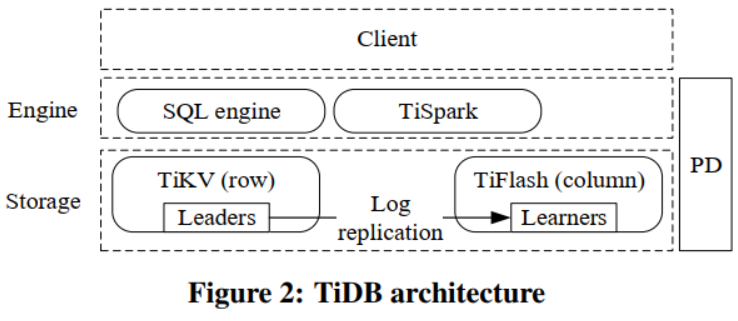 Client
Engine
SQL engine
TiSpark
PD
Storage
TiKV (row)
TiFlash (column)
Leaders
Log
replication
Learners
Figure 2: TiDB architecture